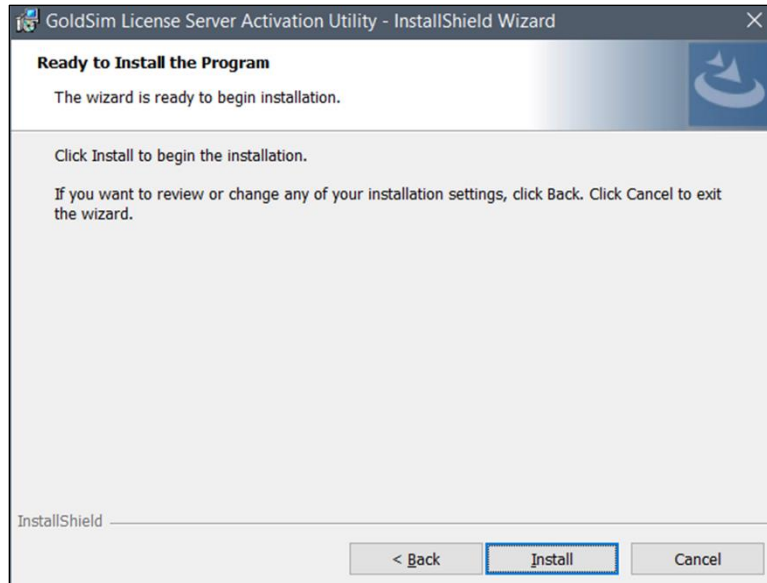 GoldSim License Server Activation Utility - InstallShield Wizard
Ready to Install the Program
The wizard is ready to begin installation.
Click Install to begin the installation.
If you want to review or change any of your installation settings, click Back. Click Cancel to exit
the wizard.
InstallShield
< Back
Install
Cancel